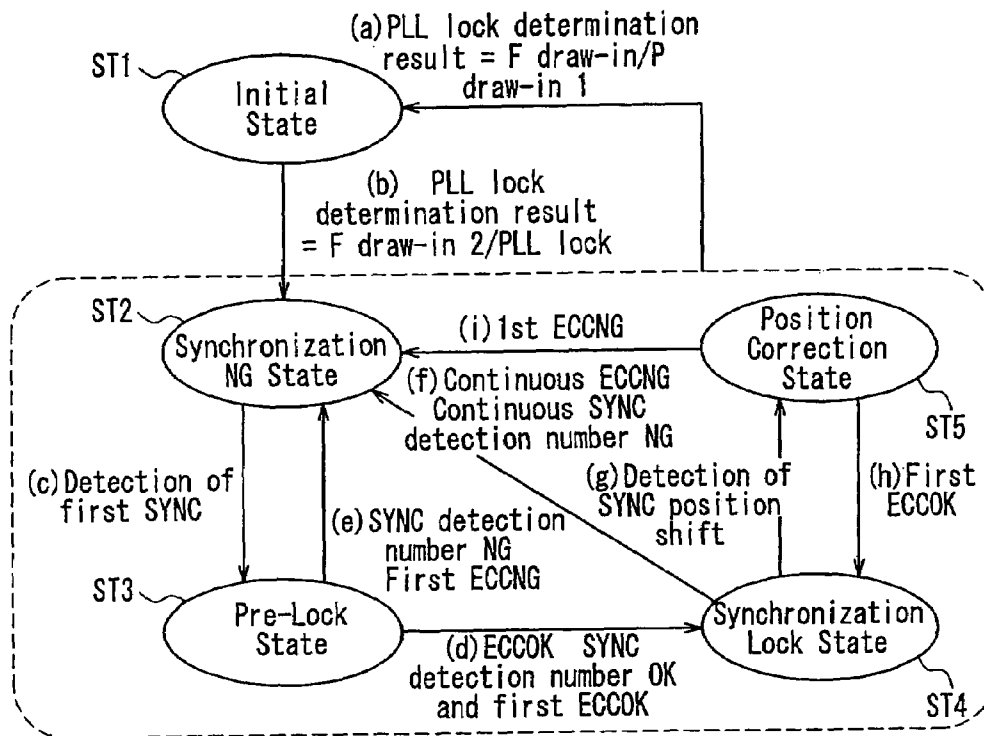 (a)PLL lock determination
result = F draw-in/P
draw-in 1
ST1
Initial
State
(b) PLL lock
determination result
= F draw-in 2/PLL lock
ST2
Synchronization
NG State
(i)1st ECCNG
Position
Correction
State
ST5
(f)Continuous ECCNG
Continuous SYNC
detection number NG
(c)Detection of
first SYNC
(g)Detection of
SYNC position
shift
(h)First
ECCOK
(e)SYNC detection
number NG
First ECCNG
ST3
Pre-Lock
State
Synchronization
Lock State
ST4
(d)ECCOK SYNC
detection number OK
and first ECCOK